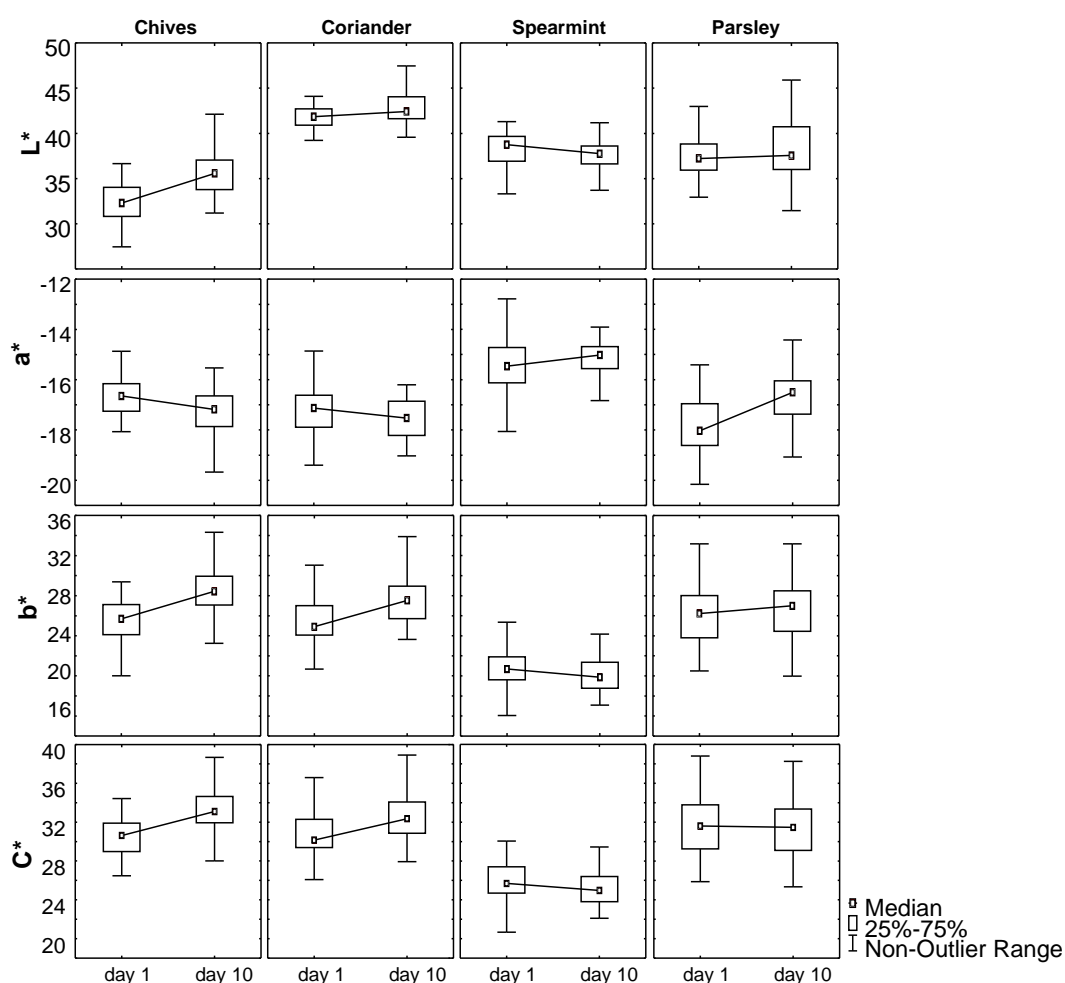 Chives Coriander Spearmint Parsley
L*
50
45
40
35
30
a*
-12
-14
-16
-18
-20
b*
36
32
28
24
20
16
C*
40
36
32
28
24
20
day 1 day 10 day 1 day 10 day 1 day 10 day 1 day 10
Median
25%-75%
Non-Outlier Range